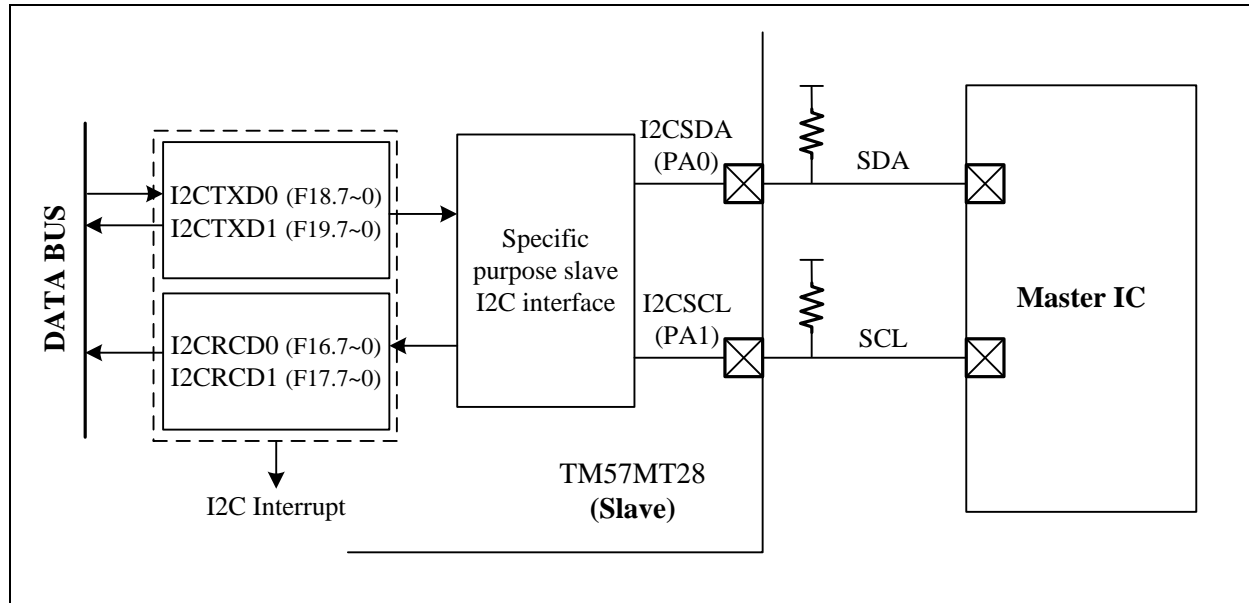 DATA BUS
I2CTXD0 (F18.7~0)
I2CTXD1 (F19.7~0)
I2CRCD0 (F16.7~0)
I2CRCD1 (F17.7~0)
I2C Interrupt
Specific
purpose slave
I2C interface
I2CSDA
(PA0)
I2CSCL
(PA1)
TM57MT28
(Slave)
SDA
SCL
Master IC